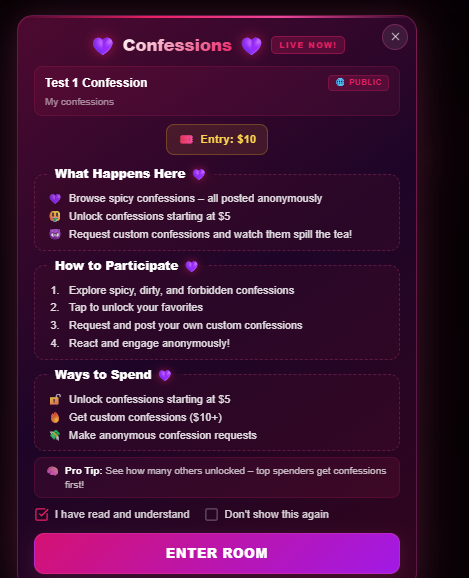 Confessions LIVE NOW!
Test 1 Confession PUBLIC
My confessions
Entry: $10
What Happens Here
Browse spicy confessions – all posted anonymously
Unlock confessions starting at $5
Request custom confessions and watch them spill the tea!
How to Participate
1. Explore spicy, dirty, and forbidden confessions
2. Tap to unlock your favorites
3. Request and post your own custom confessions
4. React and engage anonymously!
Ways to Spend
Unlock confessions starting at $5
Get custom confessions ($10+)
Make anonymous confession requests
Pro Tip: See how many others unlocked – top spenders get confessions
first!
I have read and understand Don't show this again
ENTER ROOM